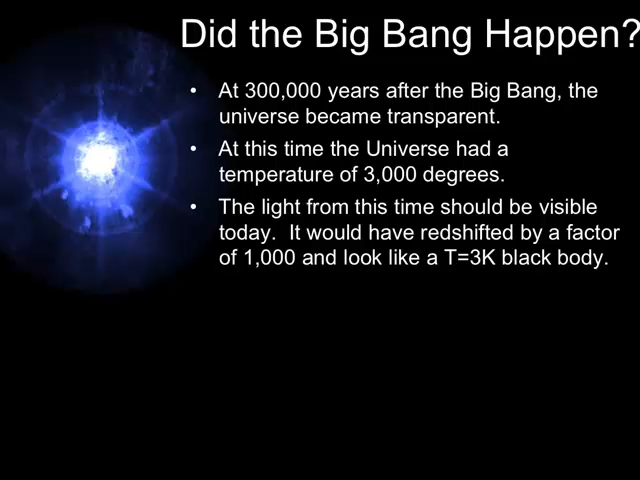 Did the Big Bang Happen?
• At 300,000 years after the Big Bang, the
universe became transparent.
• At this time the Universe had a
temperature of 3,000 degrees.
• The light from this time should be visible
today. It would have redshifted by a factor
of 1,000 and look like a T=3K black body.